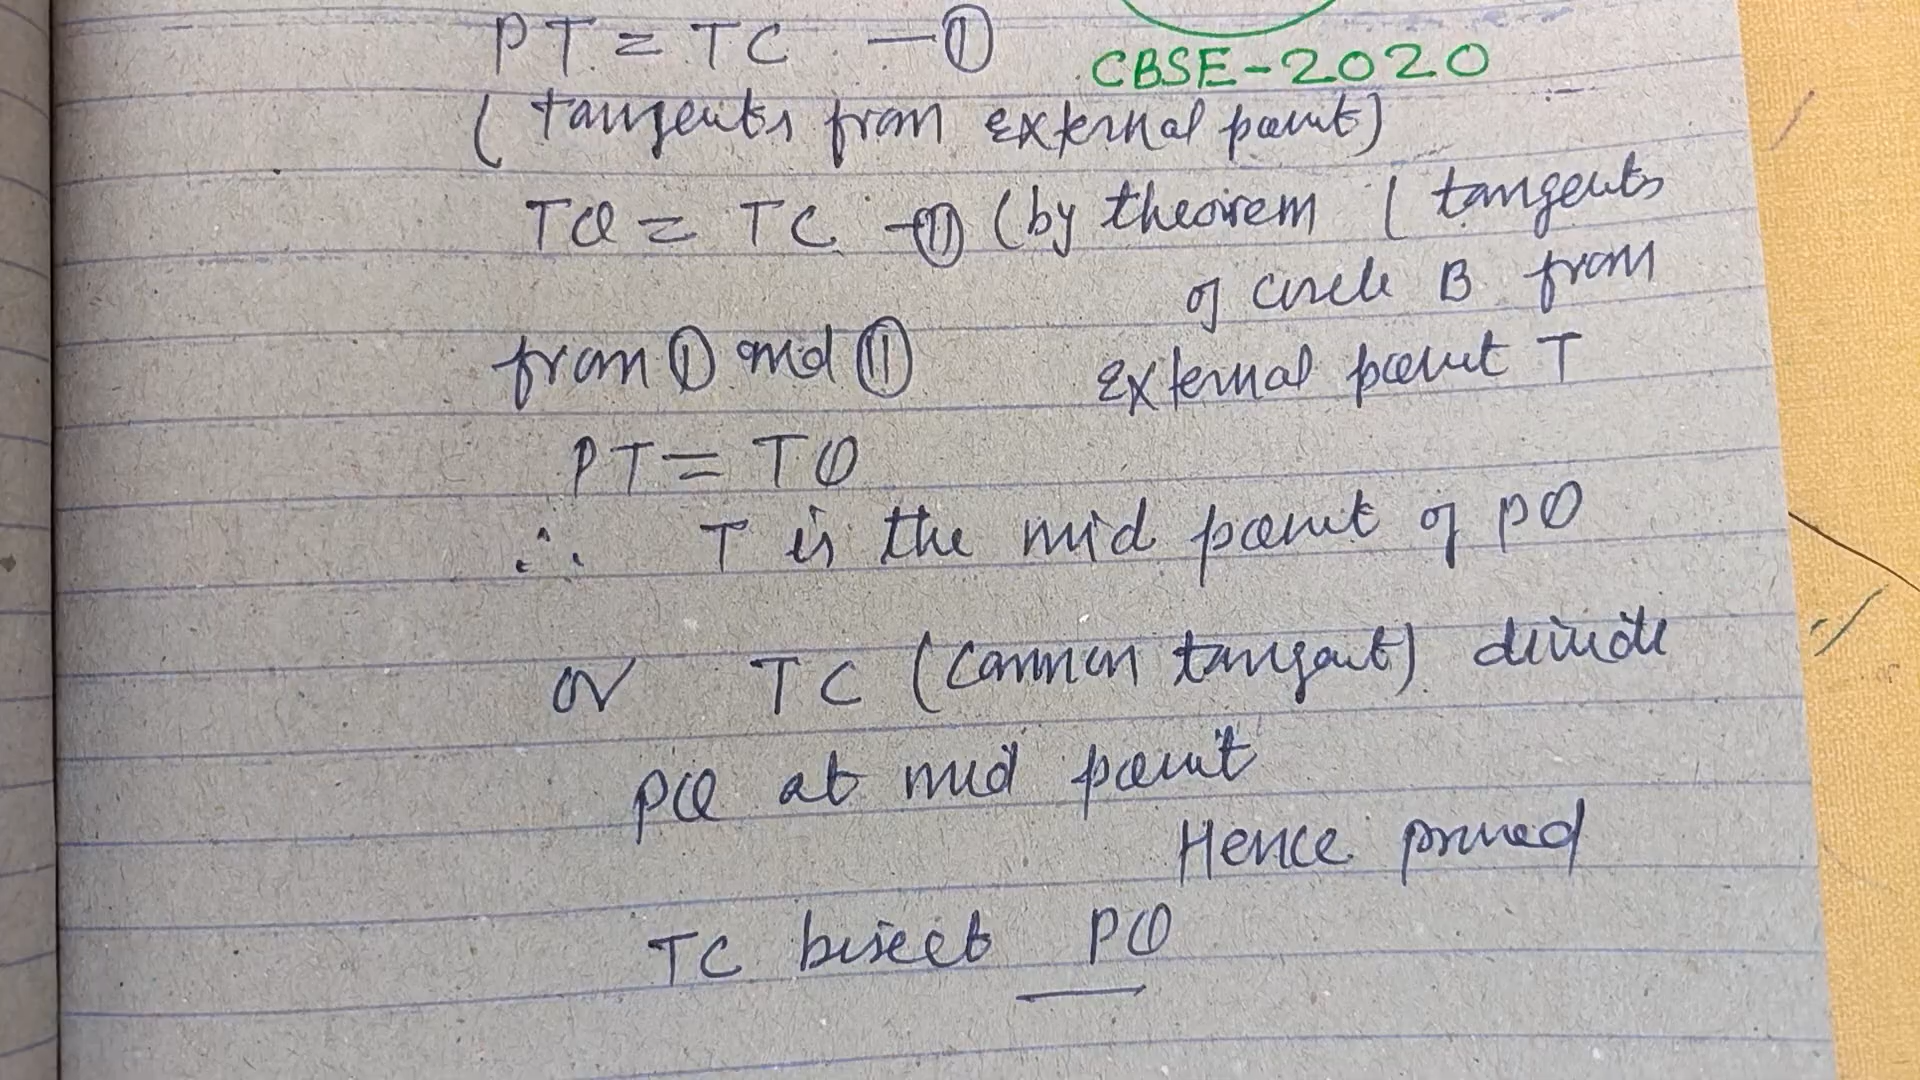 PT = TC — ①
CBSE-2020
( tangents from external point)
TQ = TC —⑪ (by theorem ( tangents
of circle B from
external point T
from ① and ⑪
PT = TQ
∴ T is the mid point of PQ
or TC (common tangent) divide
PQ at mid point
Hence proved
TC bisect PQ